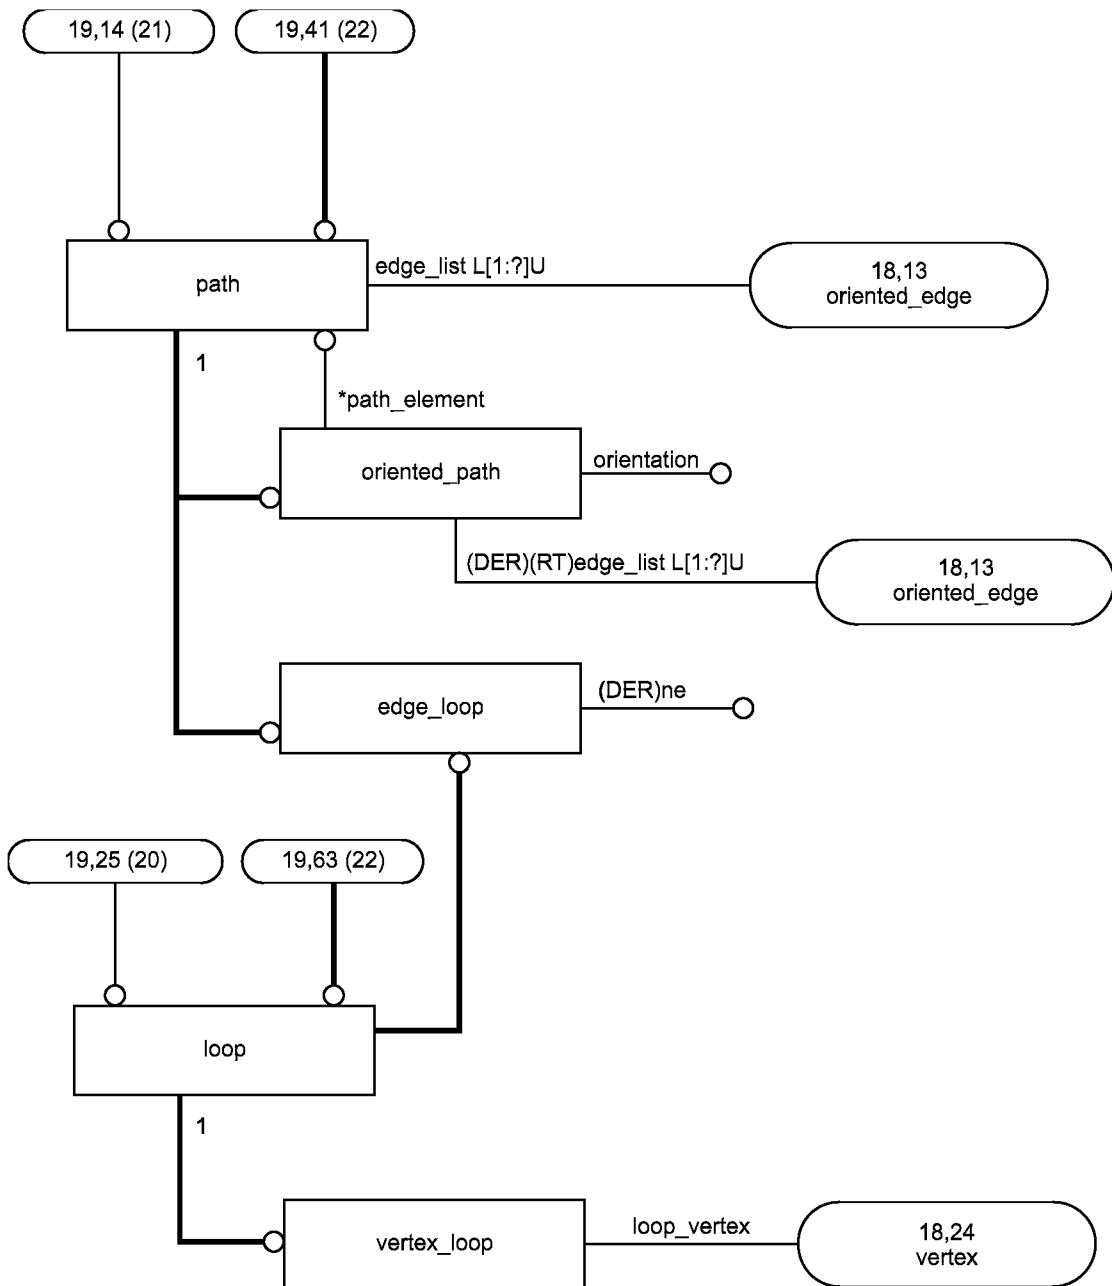 19,14 (21)
19,41 (22)
path
edge_list L[1:?]U
18,13
oriented_edge
1
*path_element
oriented_path
orientation
(DER)(RT)edge_list L[1:?]U
18,13
oriented_edge
edge_loop
(DER)ne
19,25 (20)
19,63 (22)
loop
1
vertex_loop
loop_vertex
18,24
vertex